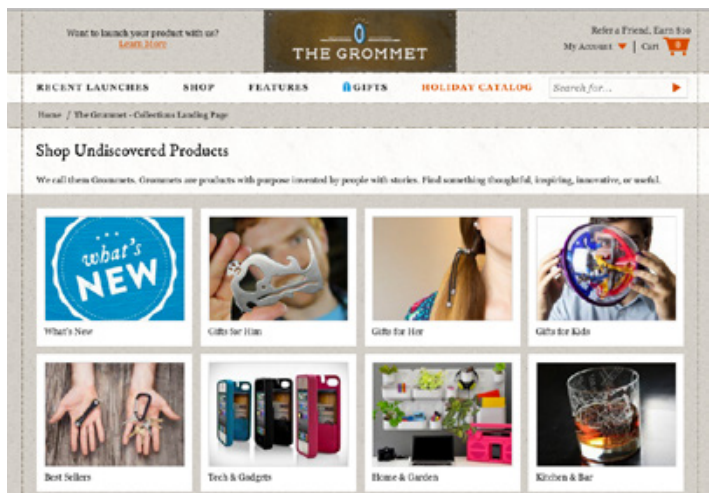 Want to launch your product with us?
Learn More
THE GROMMET
Refer a Friend, Earn $10
My Account | Cart 0
RECENT LAUNCHES SHOP FEATURES GIFTS HOLIDAY CATALOG Search for...
Home / The Grommet - Collections Landing Page
Shop Undiscovered Products
We call them Grommets. Grommets are products with purpose invented by people with stories. Find something thoughtful, inspiring, innovative, or useful.
what's
NEW
What's New Gifts for Him Gifts for Her Gifts for Kids
Best Sellers Tech & Gadgets Home & Garden Kitchen & Bar